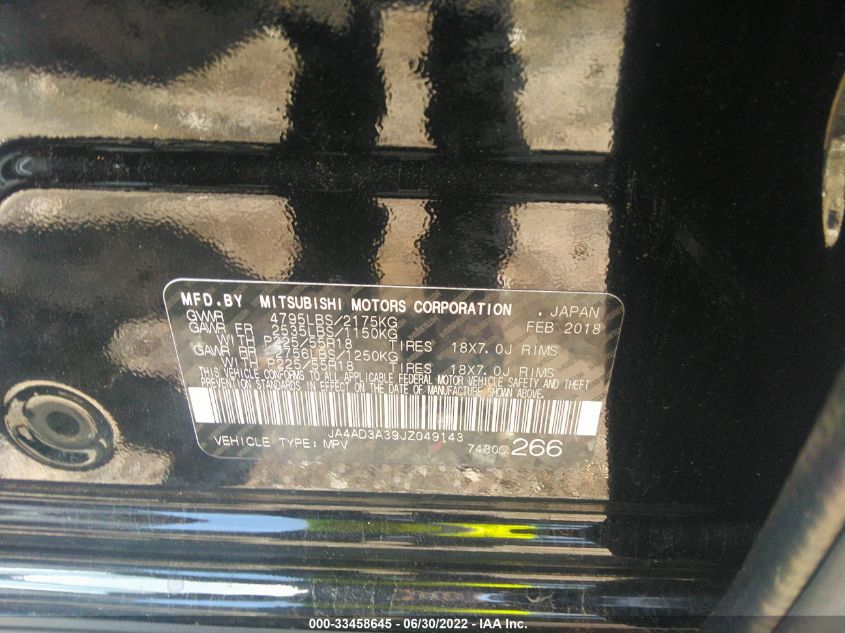 MFD.BY MITSUBISHI MOTORS CORPORATION , JAPAN
GVWR 4795LBS/2175KG FEB 2018
GAWR FR 2535LBS/1150KG
WITH P225/55R18 TIRES 18X7.0J RIMS
GAWR RR 2756LBS/1250KG
WITH P225/55R18 TIRES 18X7.0J RIMS
THIS VEHICLE CONFORMS TO ALL APPLICABLE FEDERAL MOTOR VEHICLE SAFETY AND THEFT
PREVENTION STANDARDS IN EFFECT ON THE DATE OF MANUFACTURE SHOWN ABOVE.
JA4AD3A39JZ049143
VEHICLE TYPE: MPV 266
000-33458645 - 06/30/2022 - IAA Inc.